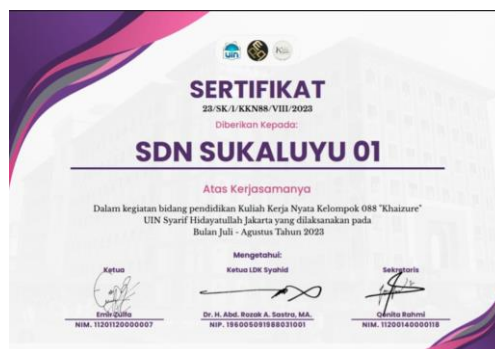 uin
SERTIFIKAT
23/SK/I/KKN88/VIII/2023
Diberikan Kepada:
SDN SUKALUYU 01
Atas Kerjasamanya
Dalam kegiatan bidang pendidikan Kuliah Kerja Nyata Kelompok 088 "Khaizure"
UIN Syarif Hidayatullah Jakarta yang dilaksanakan pada
Bulan Juli - Agustus Tahun 2023
Mengetahui:
Ketua
Ketua LDK Syahid
Sekretaris
Emir Zulfa
Dr. H. Abd. Rozak A. Sastra, MA.
Qonita Rahmi
NIM. 11201120000007
NIP. 196005091988031001
NIM. 11200140000118